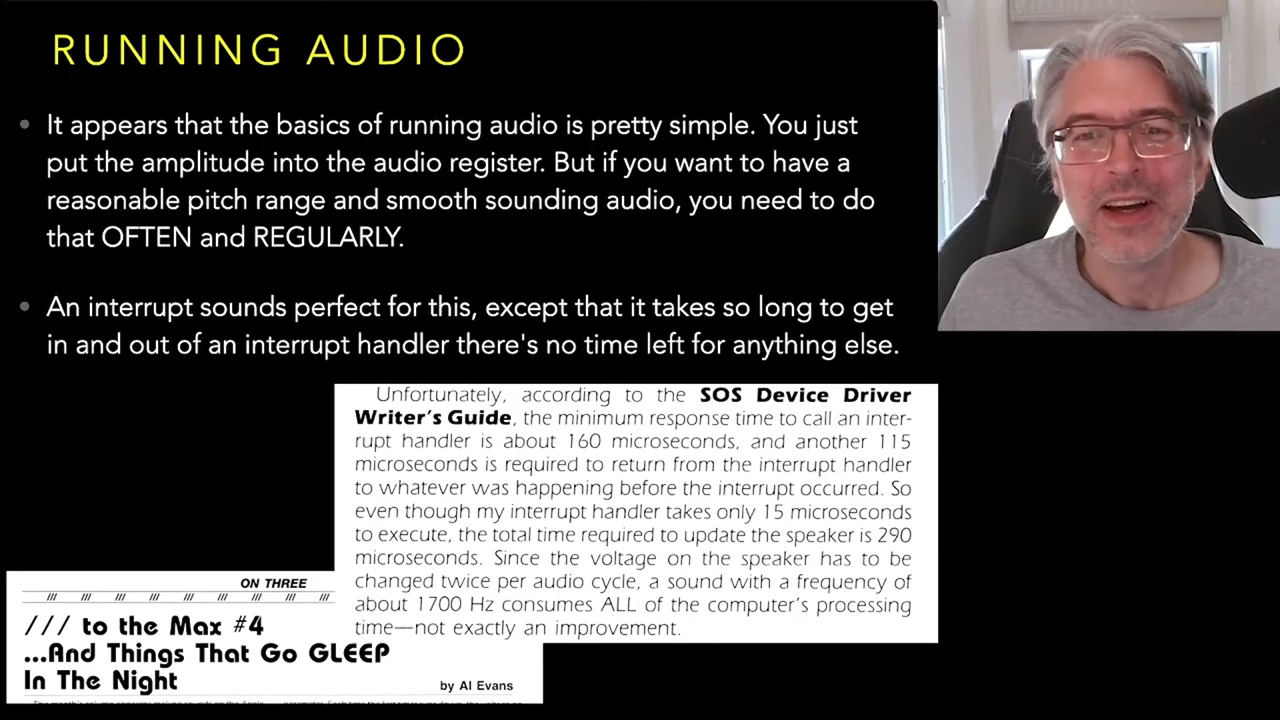 RUNNING AUDIO
It appears that the basics of running audio is pretty simple. You just
put the amplitude into the audio register. But if you want to have a
reasonable pitch range and smooth sounding audio, you need to do
that OFTEN and REGULARLY.
An interrupt sounds perfect for this, except that it takes so long to get
in and out of an interrupt handler there's no time left for anything else.
Unfortunately, according to the SOS Device Driver
Writer's Guide, the minimum response time to call an inter-
rupt handler is about 160 microseconds, and another 115
microseconds is required to return from the interrupt handler
to whatever was happening before the interrupt occurred. So
even though my interrupt handler takes only 15 microseconds
to execute, the total time required to update the speaker is 290
microseconds. Since the voltage on the speaker has to be
changed twice per audio cycle, a sound with a frequency of
about 1700 Hz consumes ALL of the computer's processing
time—not exactly an improvement.
ON THREE
/// /// /// /// /// /// /// /// ///
/// to the Max #4
...And Things That Go GLEEP
In The Night
by Al Evans